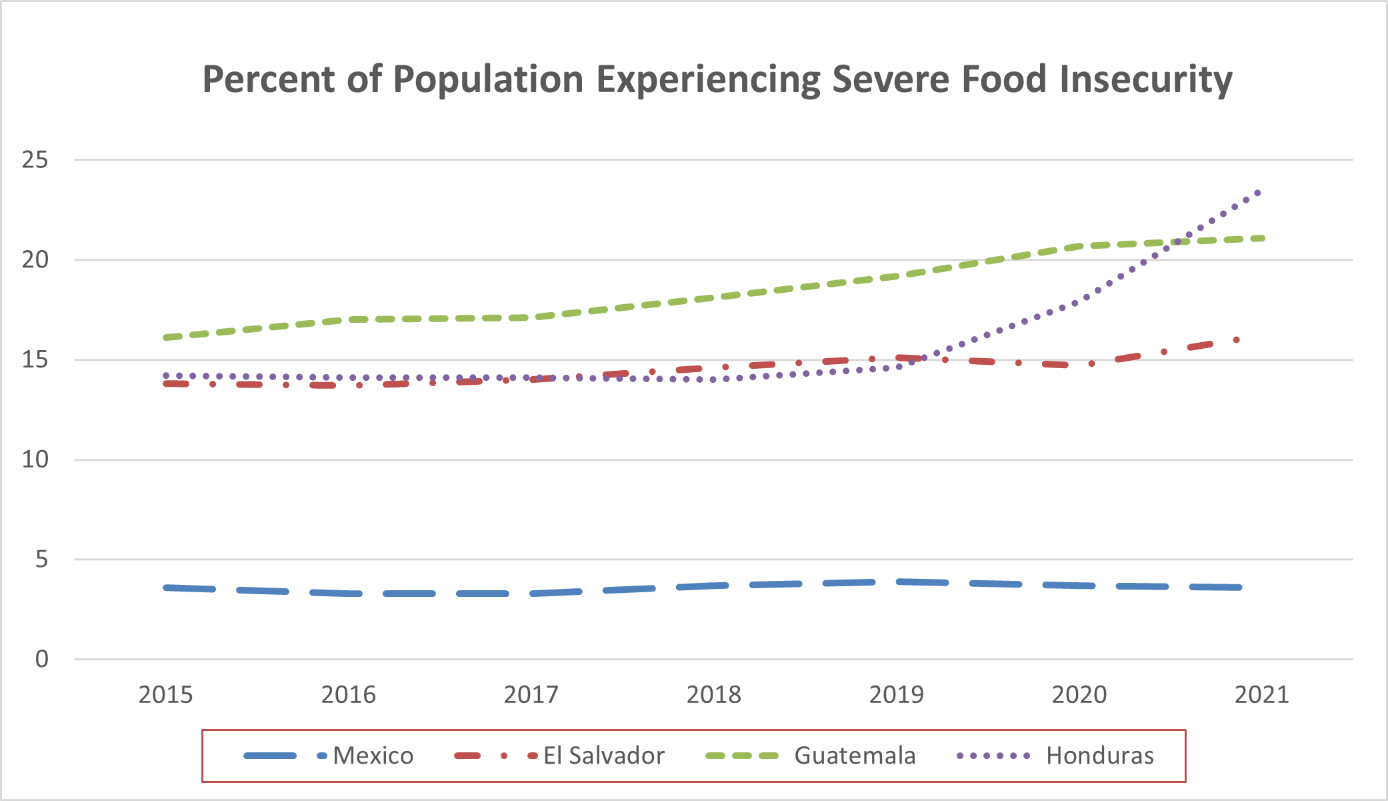 Percent of Population Experiencing Severe Food Insecurity
25
20
15
10
5
0
2015 2016 2017 2018 2019 2020 2021
Mexico El Salvador Guatemala Honduras